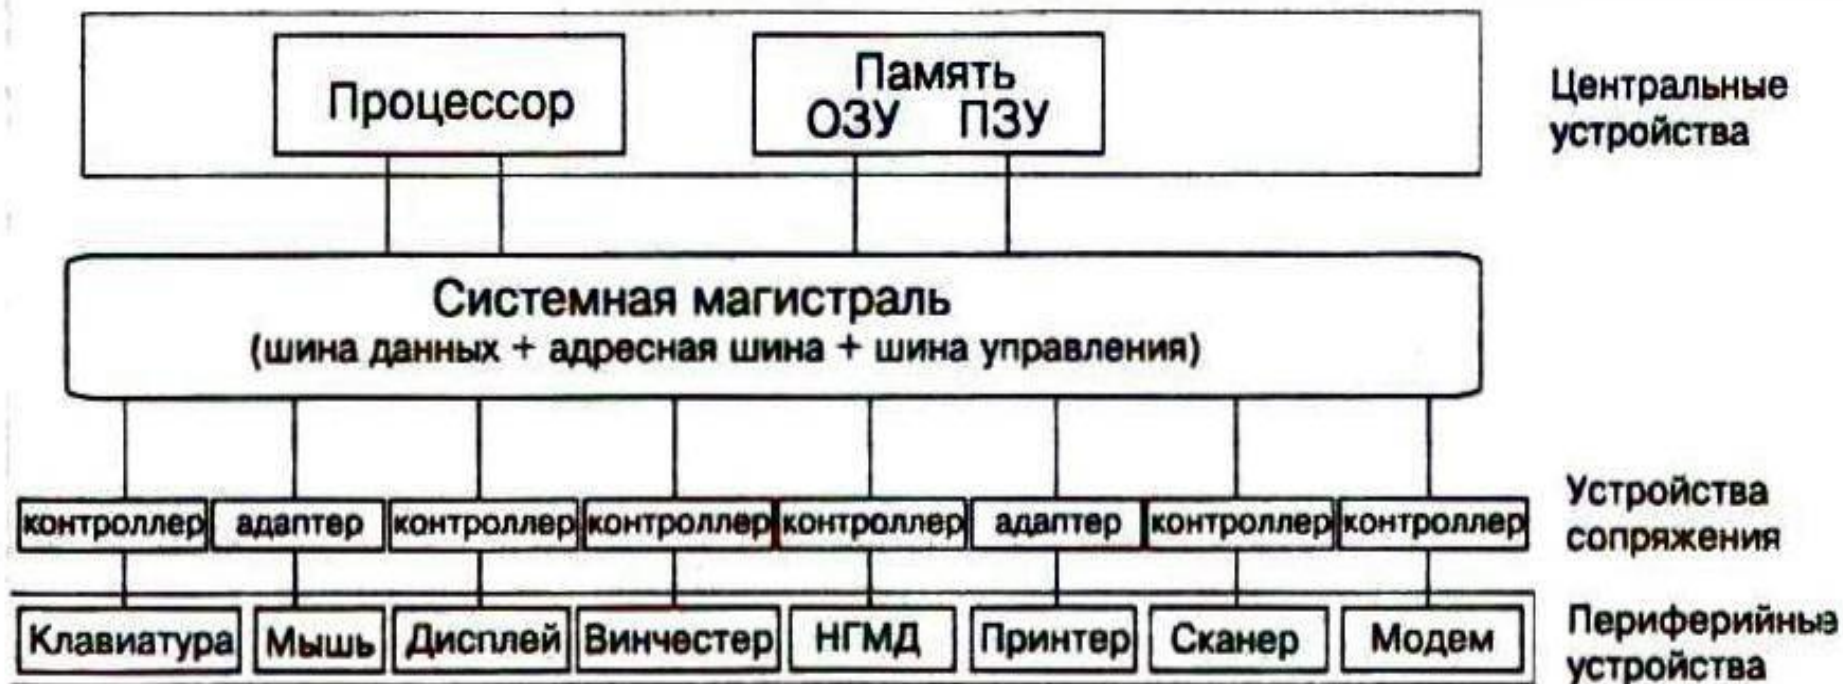 Процессор
Память
ОЗУ ПЗУ
Центральные
устройства
Системная магистраль
(шина данных + адресная шина + шина управления)
контроллер адаптер контроллер контроллер контроллер адаптер контроллер контроллер
Устройства
сопряжения
Клавиатура Мышь Дисплей Винчестер НГМД Принтер Сканер Модем
Периферийные
устройства